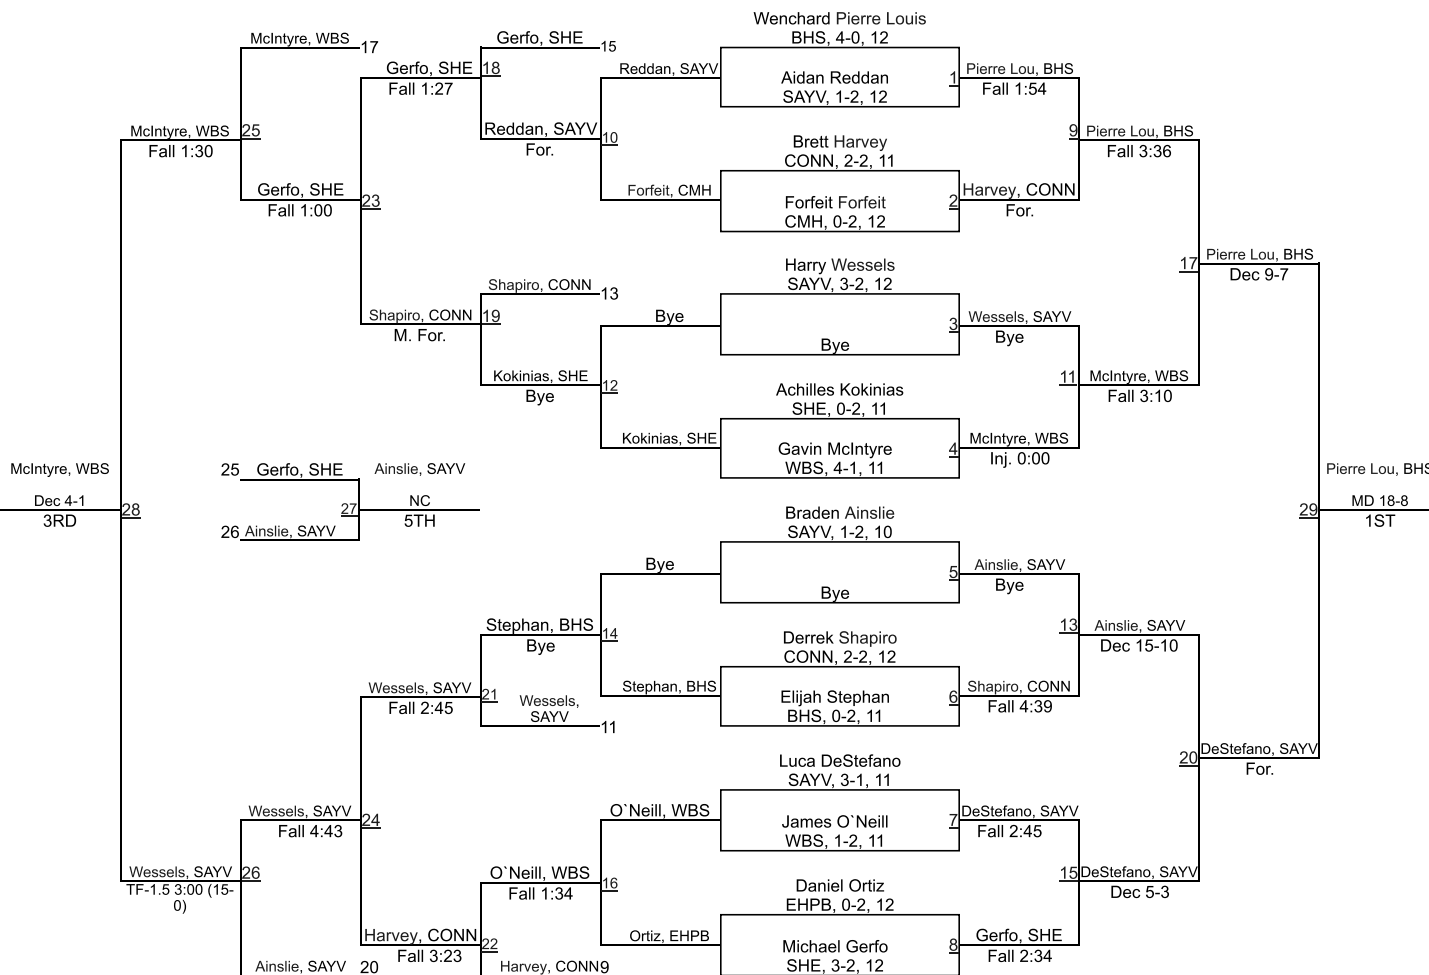 Wenchard Pierre Louis
BHS, 4-0, 12
McIntyre, WBS
17
Gerfo, SHE
15
Gerfo, SHE
18
Fall 1:27
Reddan, SAYV
Aidan Reddan
SAYV, 1-2, 12
1
Pierre Lou, BHS
Fall 1:54
McIntyre, WBS
25
Fall 1:30
Reddan, SAYV
10
For.
Brett Harvey
CONN, 2-2, 11
9
Pierre Lou, BHS
Fall 3:36
Gerfo, SHE
23
Fall 1:00
Forfeit, CMH
Forfeit Forfeit
CMH, 0-2, 12
2
Harvey, CONN
For.
Harry Wessels
SAYV, 3-2, 12
17
Pierre Lou, BHS
Dec 9-7
Shapiro, CONN
13
Shapiro, CONN
19
M. For.
Bye
Bye
3
Wessels, SAYV
Bye
Kokinias, SHE
12
Bye
Achilles Kokinias
SHE, 0-2, 11
11
McIntyre, WBS
Fall 3:10
Kokinias, SHE
Gavin McIntyre
WBS, 4-1, 11
4
McIntyre, WBS
Inj. 0:00
McIntyre, WBS
Dec 4-1
28
3RD
25
Gerfo, SHE
Ainslie, SAYV
27
NC
5TH
26
Ainslie, SAYV
Pierre Lou, BHS
29
MD 18-8
1ST
Braden Ainslie
SAYV, 1-2, 10
Bye
Bye
5
Ainslie, SAYV
Bye
Stephan, BHS
14
Bye
Derrek Shapiro
CONN, 2-2, 12
13
Ainslie, SAYV
Dec 15-10
Wessels, SAYV
21
Fall 2:45
Wessels,
SAYV
11
Stephan, BHS
Elijah Stephan
BHS, 0-2, 11
6
Shapiro, CONN
Fall 4:39
Luca DeStefano
SAYV, 3-1, 11
20
DeStefano, SAYV
For.
Wessels, SAYV
24
Fall 4:43
O`Neill, WBS
James O`Neill
WBS, 1-2, 11
7
DeStefano, SAYV
Fall 2:45
Wessels, SAYV
26
TF-1.5 3:00 (15-
0)
O`Neill, WBS
16
Fall 1:34
Daniel Ortiz
EHPB, 0-2, 12
15
DeStefano, SAYV
Dec 5-3
Harvey, CONN
22
Fall 3:23
Ortiz, EHPB
Michael Gerfo
SHE, 3-2, 12
8
Gerfo, SHE
Fall 2:34
Ainslie, SAYV
20
Harvey, CONN
9